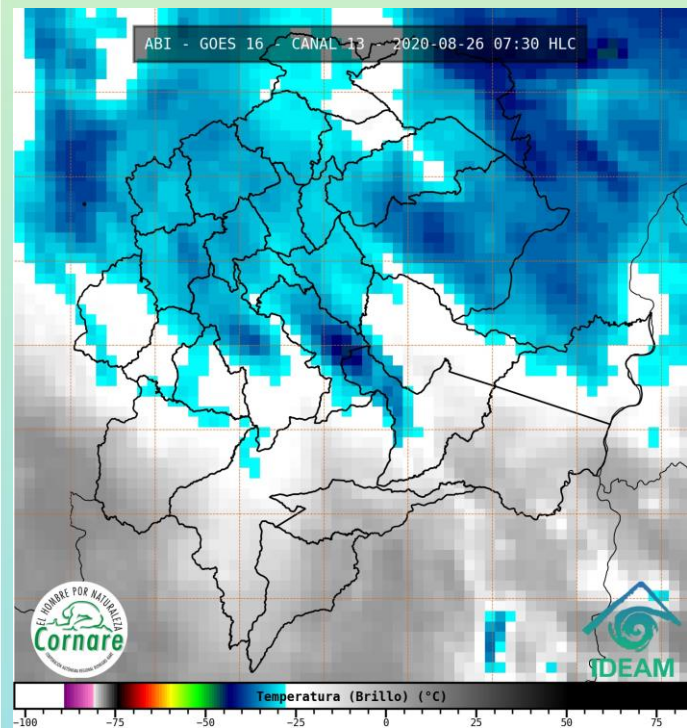 ABI - GOES 16 - CANAL 13 - 2020-08-26 07:30 HLC
EL HOMBRE POR NATURALEZA
Cornare
IDEAM
Temperatura (Brillo) (°C)
-100 -75 -50 -25 0 25 50 75